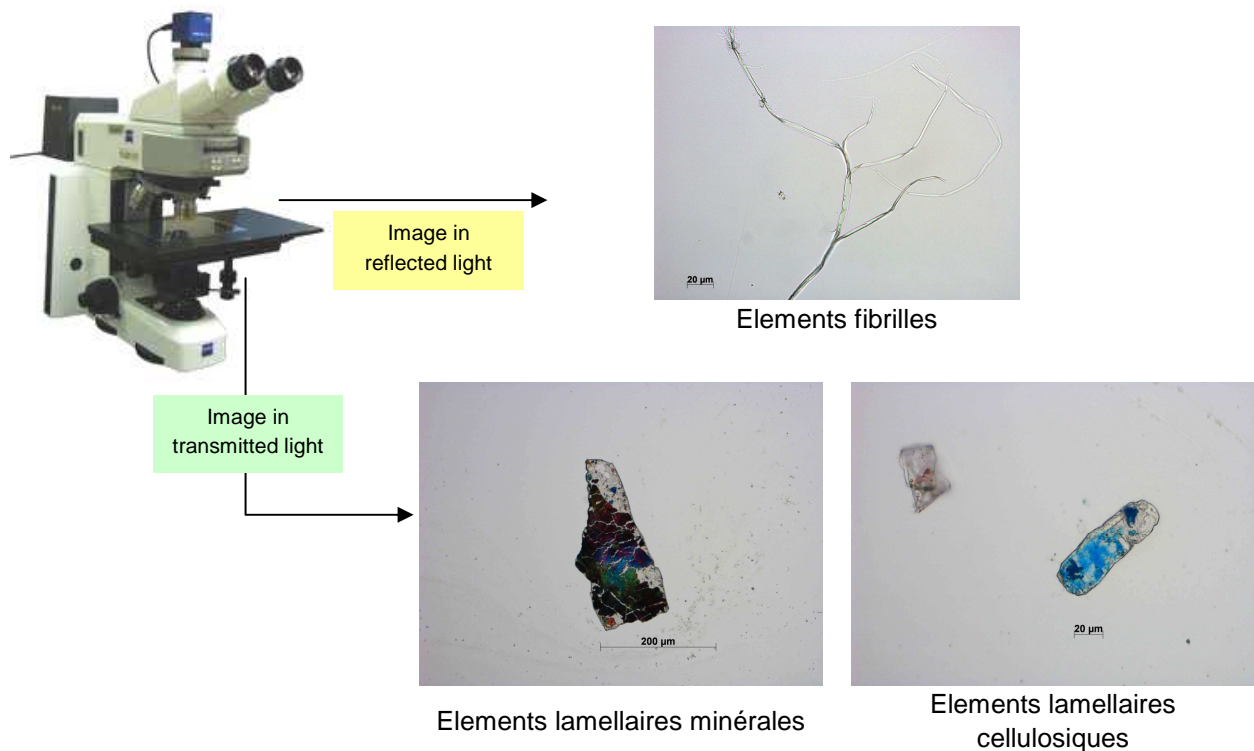 Image in
reflected light
20 µm
Elements fibrilles
Image in
transmitted light
200 µm
Elements lamellaires minérales
20 µm
Elements lamellaires
cellulosiques